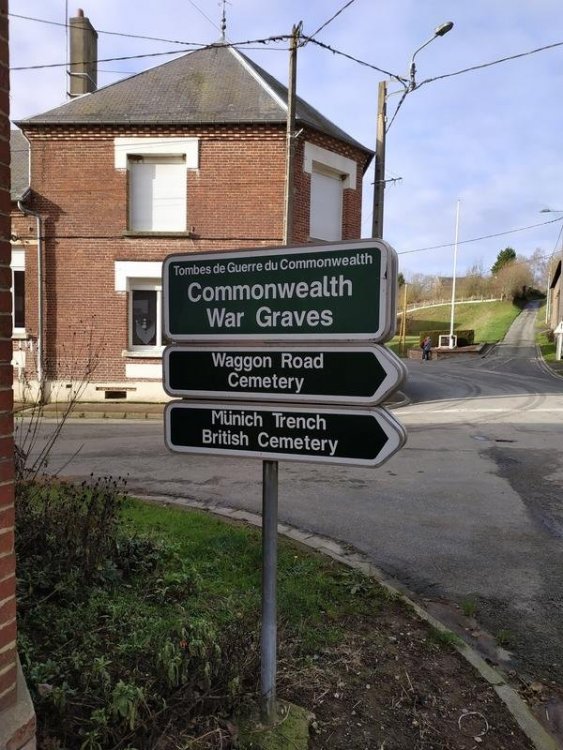 Tombes de Guerre du Commonwealth
Commonwealth
War Graves
Waggon Road
Cemetery
Münich Trench
British Cemetery